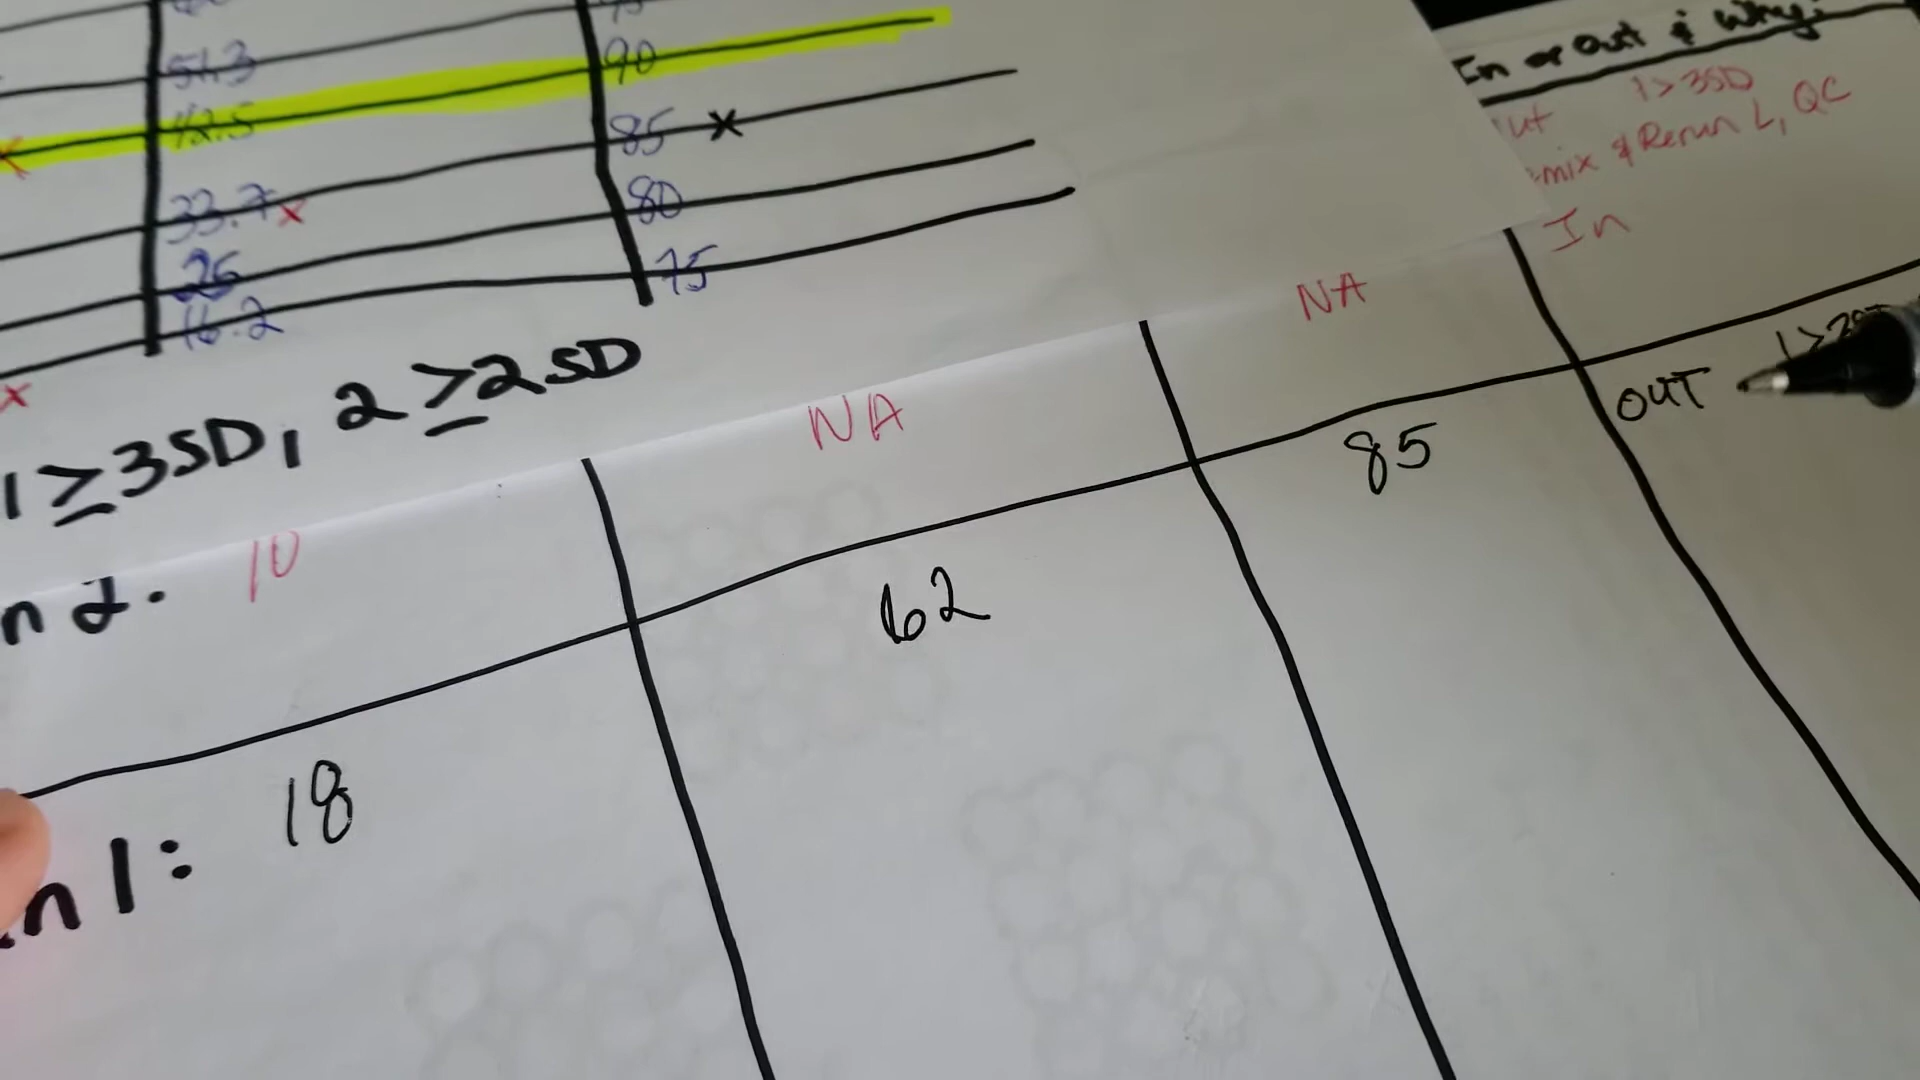 51.3
90
42.5
85 x
33.7 x
80
26
75
16.2
x
In or Out & Why:
1>3SD
mix & Rerun L1 QC
In
1 ≥ 3SD, 2 ≥ 2SD
n 2. 10 NA NA
n 1: 18 62 85 OUT